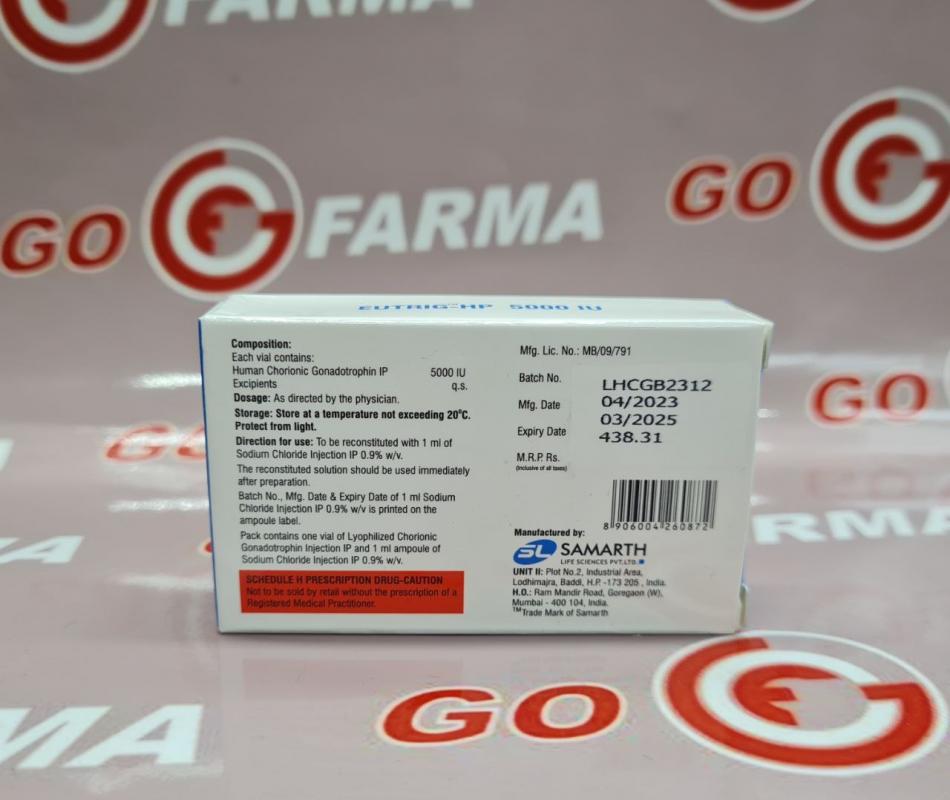 FARMA
GO FARMA
GO
EUTRIG™-HP 5000 IU
Composition:
Each vial contains:
Human Chorionic Gonadotrophin IP 5000 IU
Excipients q.s.
Dosage: As directed by the physician.
Storage: Store at a temperature not exceeding 20°C.
Protect from light.
Direction for use: To be reconstituted with 1 ml of
Sodium Chloride Injection IP 0.9% w/v.
The reconstituted solution should be used immediately
after preparation.
Batch No., Mfg. Date & Expiry Date of 1 ml Sodium
Chloride Injection IP 0.9% w/v is printed on the
ampoule label.
Pack contains one vial of Lyophilized Chorionic
Gonadotrophin Injection IP and 1 ml ampoule of
Sodium Chloride Injection IP 0.9% w/v.
SCHEDULE H PRESCRIPTION DRUG-CAUTION
Not to be sold by retail without the prescription of a
Registered Medical Practitioner.
Mfg. Lic. No.: MB/09/791
Batch No. LHCGB2312
Mfg. Date 04/2023
Expiry Date 03/2025
M.R.P. Rs. 438.31
(Inclusive of all taxes)
8 906004 260872
Manufactured by:
SL SAMARTH
LIFE SCIENCES PVT.LTD.
UNIT II: Plot No.2, Industrial Area,
Lodhimajra, Baddi, H.P. -173 205 , India.
H.O.: Ram Mandir Road, Goregaon (W),
Mumbai - 400 104, India.
™Trade Mark of Samarth
GO
RMA
MA
GO